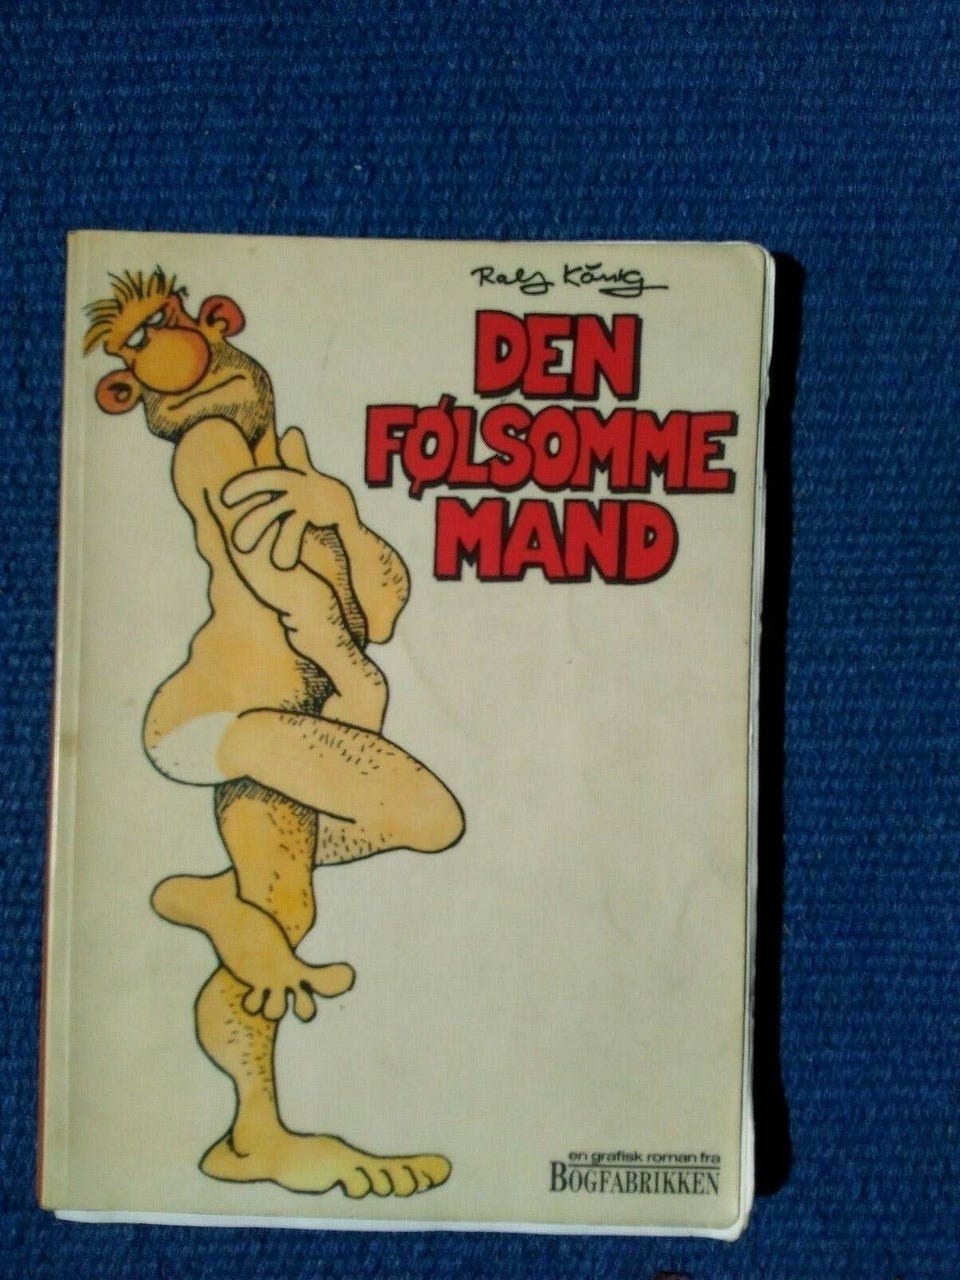 Ralf König
DEN
FØLSOMME
MAND
en grafisk roman fra
BOGFABRIKKEN